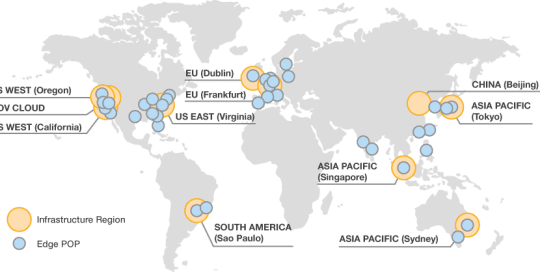 EU (Dublin)
CHINA (Beijing)
S WEST (Oregon)
EU (Frankfurt)
ASIA PACIFIC
(Tokyo)
OV CLOUD
US EAST (Virginia)
S WEST (California)
ASIA PACIFIC
(Singapore)
Infrastructure Region
SOUTH AMERICA
(Sao Paulo)
Edge POP
ASIA PACIFIC (Sydney)